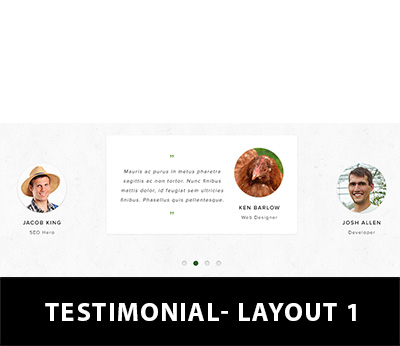 "
Mauris ac purus in matus pharetra
sagittis ac non tortor. Nunc finibus
mattis dolor, id feugiat sem ultricies
finibus. Phasellus quis pellentesque.
"
JACOB KING
SEO Hero
KEN BARLOW
Web Designer
JOSH ALLEN
Developer
TESTIMONIAL- LAYOUT 1